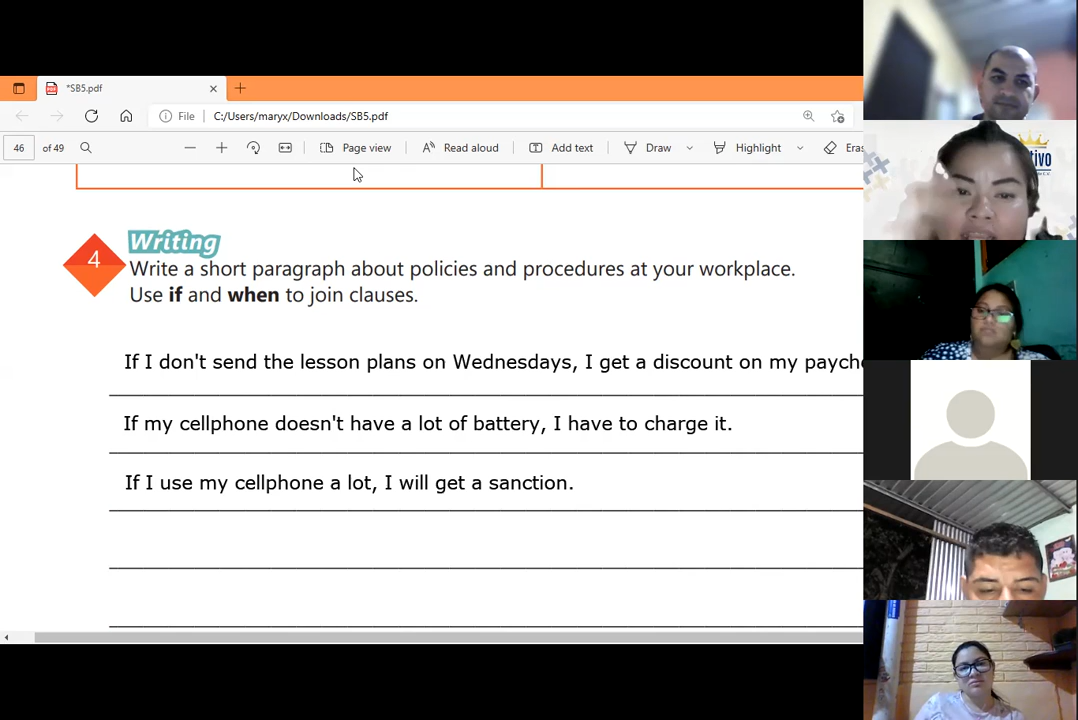 *SB5.pdf
File C:/Users/maryx/Downloads/SB5.pdf
46 of 49 Page view Read aloud Add text Draw Highlight Eras
4 Writing
Write a short paragraph about policies and procedures at your workplace.
Use if and when to join clauses.
If I don't send the lesson plans on Wednesdays, I get a discount on my payche
If my cellphone doesn't have a lot of battery, I have to charge it.
If I use my cellphone a lot, I will get a sanction.
tivo